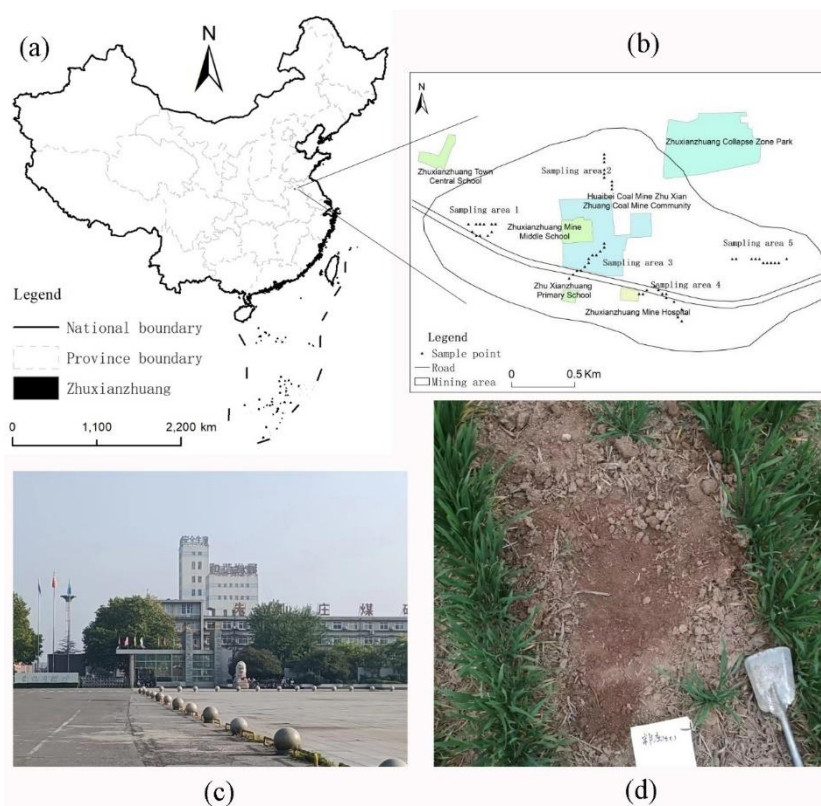 (a)
N
Legend
National boundary
Province boundary
Zhuxianzhuang
0
1,100
2,200 km
(b)
N
Zhuxianzhuang Collapse Zone Park
Zhuxianzhuang Town
Central School
Sampling area 2
Huaibei Coal Mine Zhu Xian
Zhuang Coal Mine Community
Sampling area 1
Zhuxianzhuang Mine
Middle School
Sampling area 5
Sampling area 3
Zhu Xianzhuang
Primary School
Sampling area 4
Zhuxianzhuang Mine Hospital
Legend
Sample point
Road
Mining area
0
0.5 Km
庄煤矿
(c)
(d)